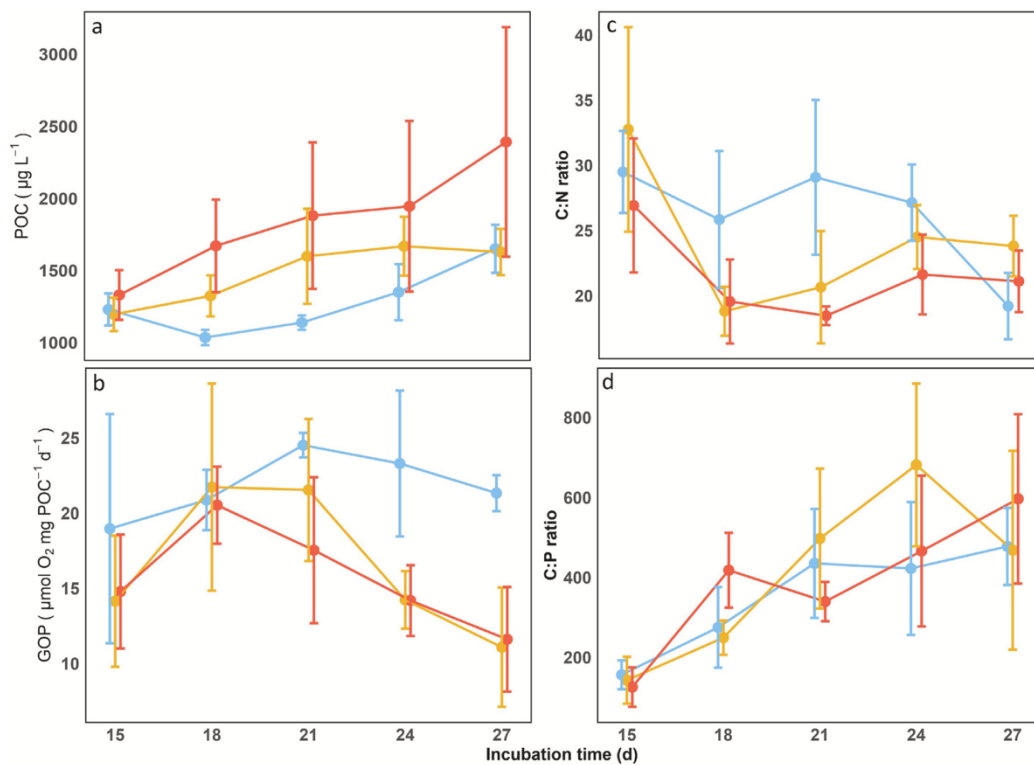 a
3000
2500
2000
1500
1000
POC ( µg L⁻¹ )
c
40
35
30
25
20
C:N ratio
b
25
20
15
10
GOP ( µmol O₂ mg POC⁻¹ d⁻¹ )
15 18 21 24 27
d
800
600
400
200
C:P ratio
15 18 21 24 27
Incubation time (d)